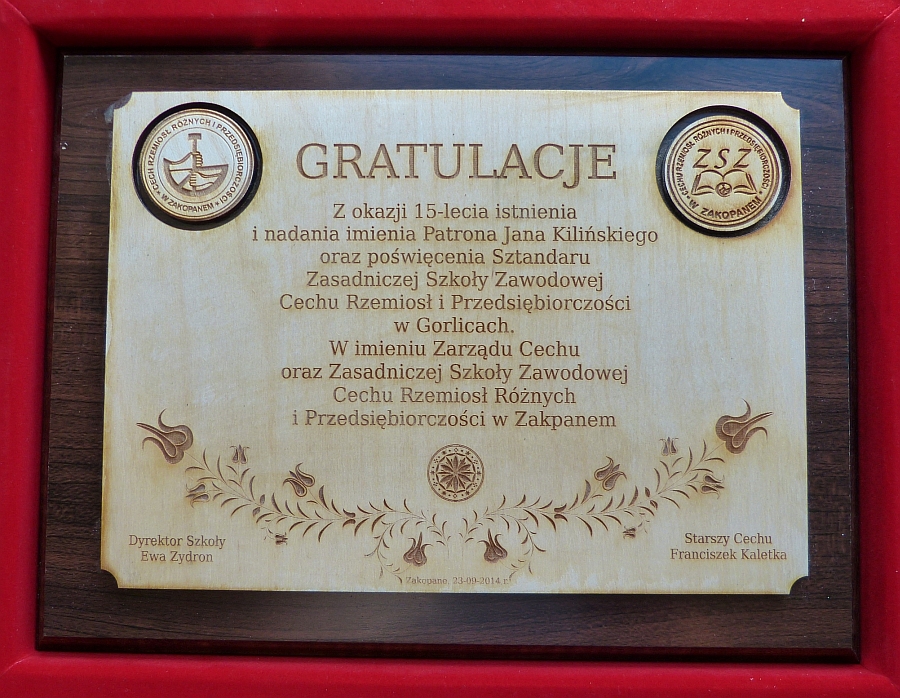 CECH RZEMIOSŁ RÓŻNYCH I PRZEDSIĘBIORCZOŚCI
* W ZAKOPANEM *
GRATULACJE
CECHU RZEMIOSŁ RÓŻNYCH I PRZEDSIĘBIORCZOŚCI
ZSZ
* W ZAKOPANEM *
Z okazji 15-lecia istnienia
i nadania imienia Patrona Jana Kilińskiego
oraz poświęcenia Sztandaru
Zasadniczej Szkoły Zawodowej
Cechu Rzemiosł i Przedsiębiorczości
w Gorlicach.
W imieniu Zarządu Cechu
oraz Zasadniczej Szkoły Zawodowej
Cechu Rzemiosł Różnych
i Przedsiębiorczości w Zakpanem
Dyrektor Szkoły
Ewa Zydron
Starszy Cechu
Franciszek Kaletka
Zakopano, 23-09-2014 r.